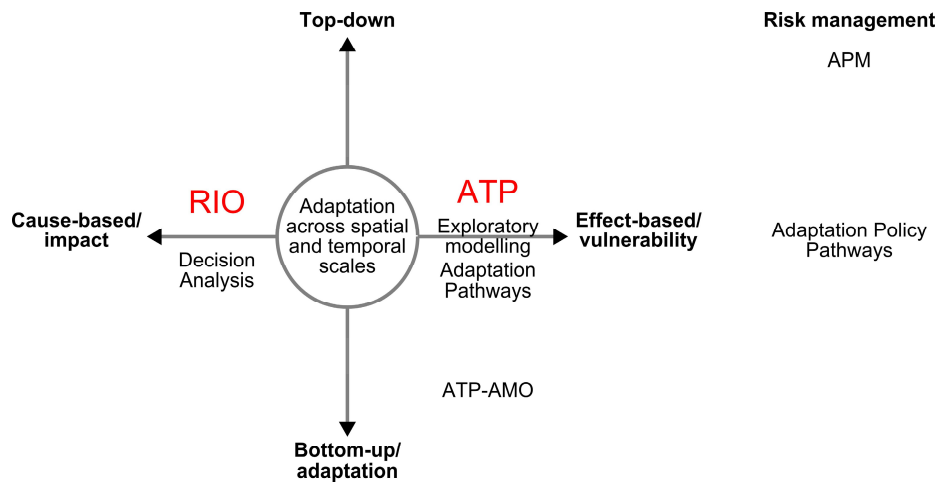 Top-down
Risk management
APM
RIO
ATP
Cause-based/
impact
Adaptation
across spatial
and temporal
scales
Exploratory
modelling
Effect-based/
vulnerability
Adaptation Policy
Pathways
Decision
Analysis
Adaptation
Pathways
ATP-AMO
Bottom-up/
adaptation